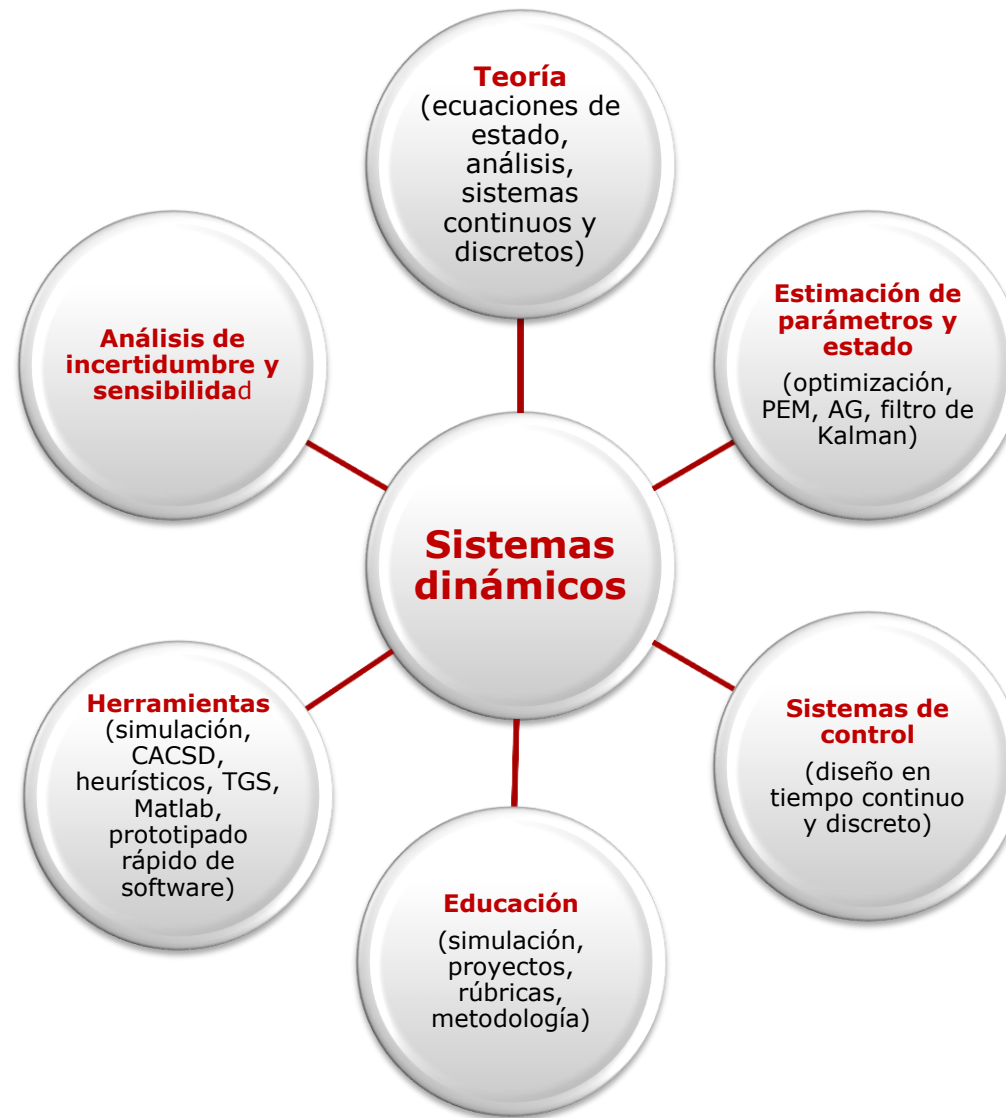 Teoría
(ecuaciones de
estado,
análisis,
sistemas
continuos y
discretos)
Estimación de
parámetros y
estado
(optimización,
PEM, AG, filtro de
Kalman)
Sistemas de
control
(diseño en
tiempo continuo
y discreto)
Educación
(simulación,
proyectos,
rúbricas,
metodología)
Herramientas
(simulación,
CACSD,
heurísticos, TGS,
Matlab,
prototipado
rápido de
software)
Análisis de
incertidumbre y
sensibilidad
Sistemas
dinámicos